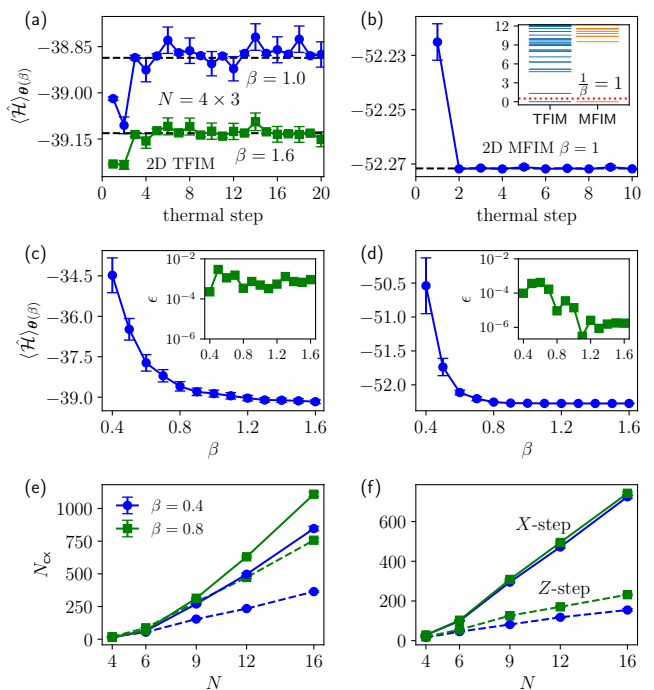 (a)
−38.85
−39.00
−39.15
⟨Ĥ⟩θ(β)
β = 1.0
N = 4 × 3
2D TFIM
β = 1.6
0 4 8 12 16 20
thermal step
(b)
−52.23
−52.25
−52.27
12
9
6
3
0
1/β = 1
TFIM MFIM
2D MFIM β = 1
0 2 4 6 8 10
thermal step
(c)
−34.5
−36.0
−37.5
−39.0
⟨Ĥ⟩θ(β)
10⁻²
10⁻⁴
10⁻⁶
ϵ
0.4 0.8 1.2 1.6
0.4 0.8 1.2 1.6
β
(d)
−50.5
−51.0
−51.5
−52.0
10⁻²
10⁻⁴
10⁻⁶
ϵ
0.4 0.8 1.2 1.6
0.4 0.8 1.2 1.6
β
(e)
1000
750
500
250
0
N_cx
β = 0.4
β = 0.8
4 6 9 12 16
N
(f)
600
400
200
0
X-step
Z-step
4 6 9 12 16
N